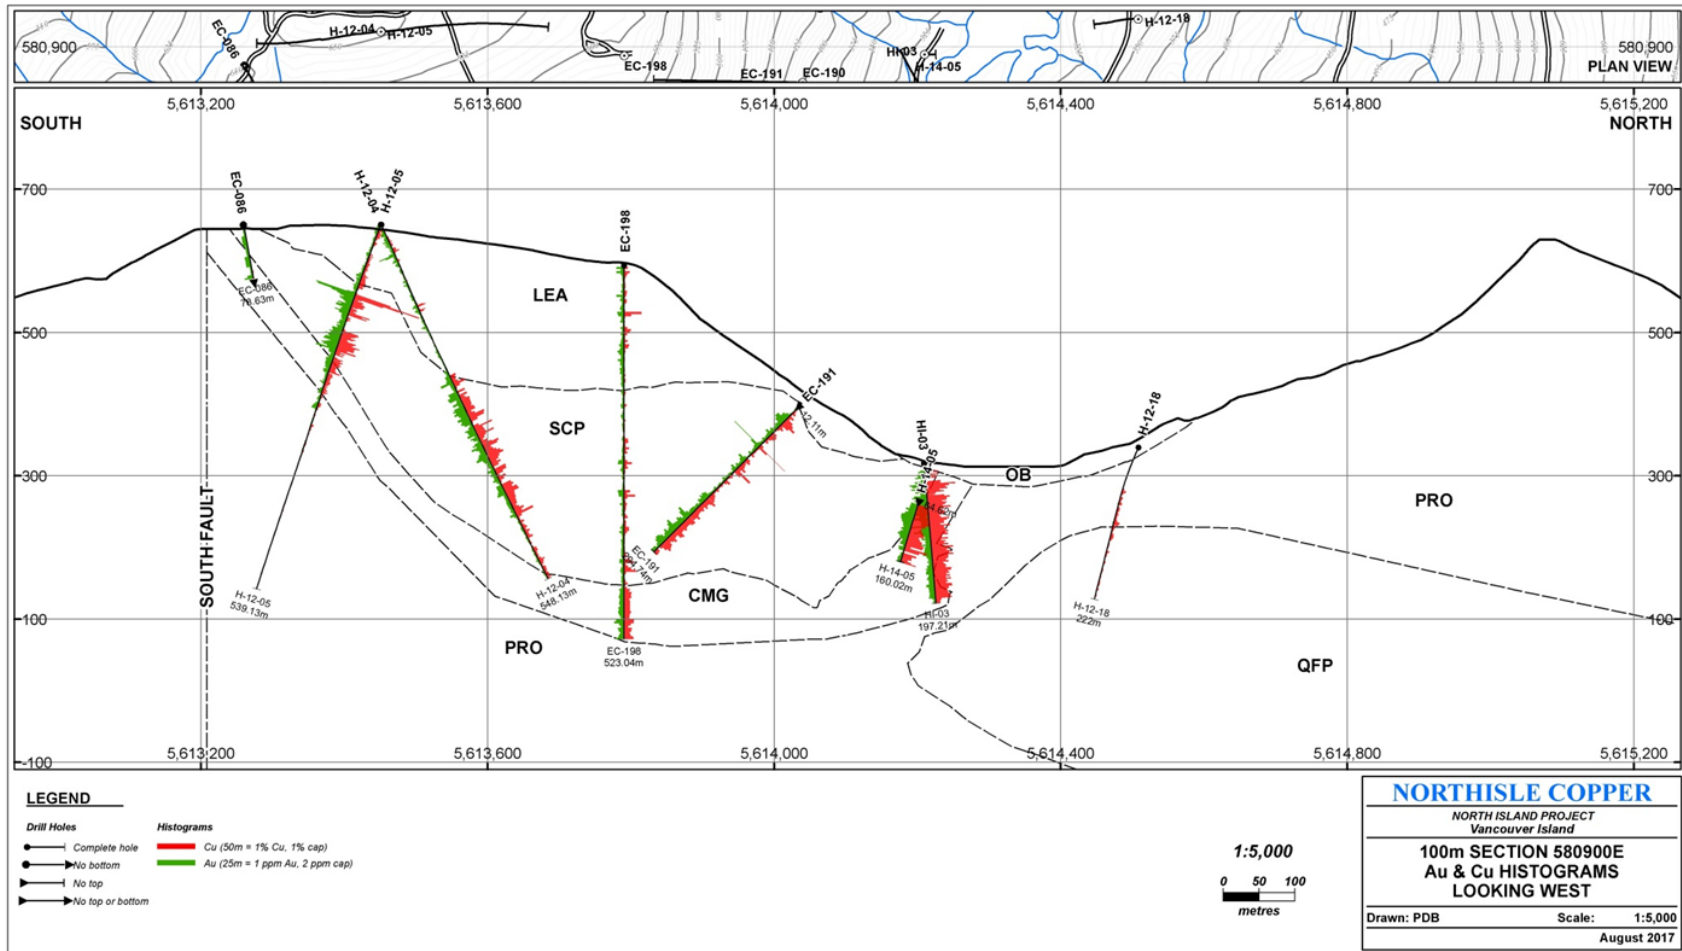 EC-086
H-12-04
H-12-05
EC-198
EC-191
EC-190
HI-03
H-14-05
H-12-18
580,900
580,900
PLAN VIEW
5,613,200
5,613,600
5,614,000
5,614,400
5,614,800
5,615,200
SOUTH
NORTH
700
700
EC-086
H-12-04
H-12-05
EC-198
EC-086
78.63m
LEA
500
500
EC-191
12.11m
H-12-18
SCP
HI-03
H-14-05
300
300
OB
PRO
64.62m
SOUTH FAULT
EC-191
294.74m
H-14-05
160.02m
H-12-05
539.13m
H-12-04
548.13m
CMG
HI-03
197.21m
H-12-18
222m
100
100
PRO
EC-198
523.04m
QFP
-100
-100
5,613,200
5,613,600
5,614,000
5,614,400
5,614,800
5,615,200
LEGEND
Drill Holes
Histograms
Complete hole
No bottom
No top
No top or bottom
Cu (50m = 1% Cu, 1% cap)
Au (25m = 1 ppm Au, 2 ppm cap)
1:5,000
0 50 100
metres
NORTHISLE COPPER
NORTH ISLAND PROJECT
Vancouver Island
100m SECTION 580900E
Au & Cu HISTOGRAMS
LOOKING WEST
Drawn: PDB Scale: 1:5,000
August 2017